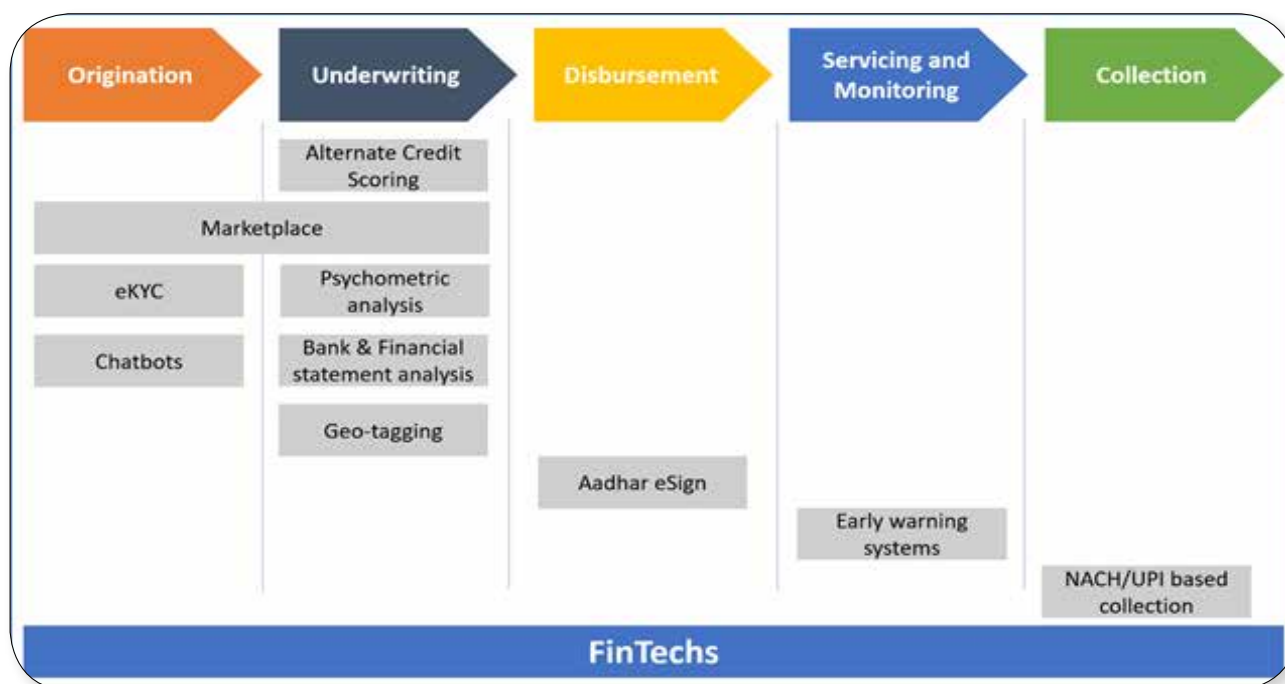 Origination
Underwriting
Disbursement
Servicing and
Monitoring
Collection
Alternate Credit
Scoring
Marketplace
eKYC
Psychometric
analysis
Chatbots
Bank & Financial
statement analysis
Geo-tagging
Aadhar eSign
Early warning
systems
NACH/UPI based
collection
FinTechs